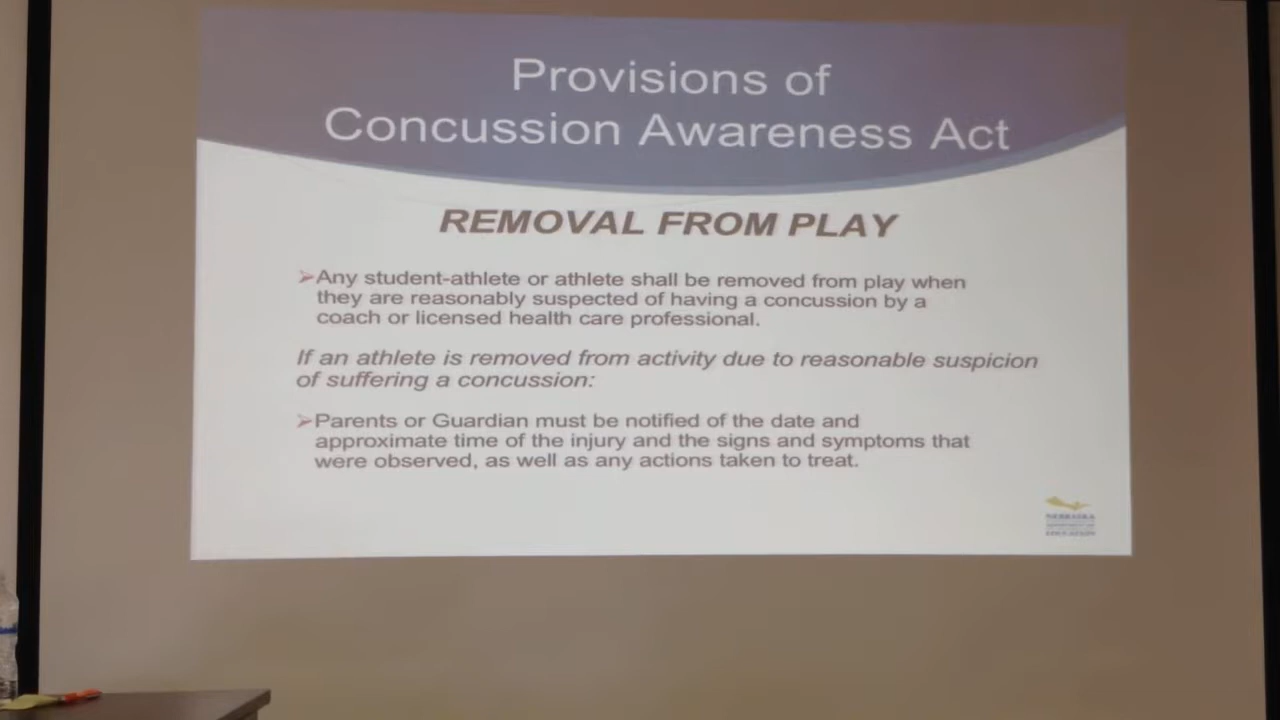 Provisions of
Concussion Awareness Act
REMOVAL FROM PLAY
➢Any student-athlete or athlete shall be removed from play when
they are reasonably suspected of having a concussion by a
coach or licensed health care professional.
If an athlete is removed from activity due to reasonable suspicion
of suffering a concussion:
➢Parents or Guardian must be notified of the date and
approximate time of the injury and the signs and symptoms that
were observed, as well as any actions taken to treat.
NEBRASKA
EDUCATION